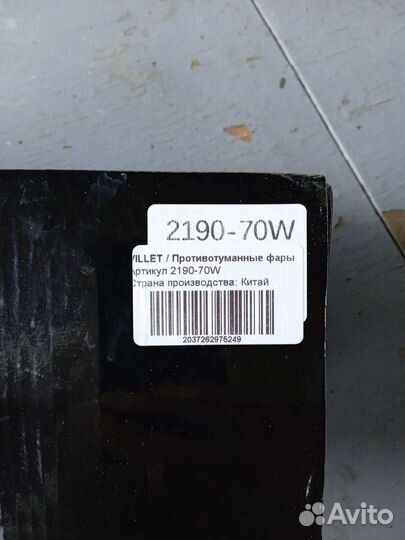 2190-70W
VILLET / Противотуманные фары
Артикул 2190-70W
Страна производства: Китай
2037262975249
Avito